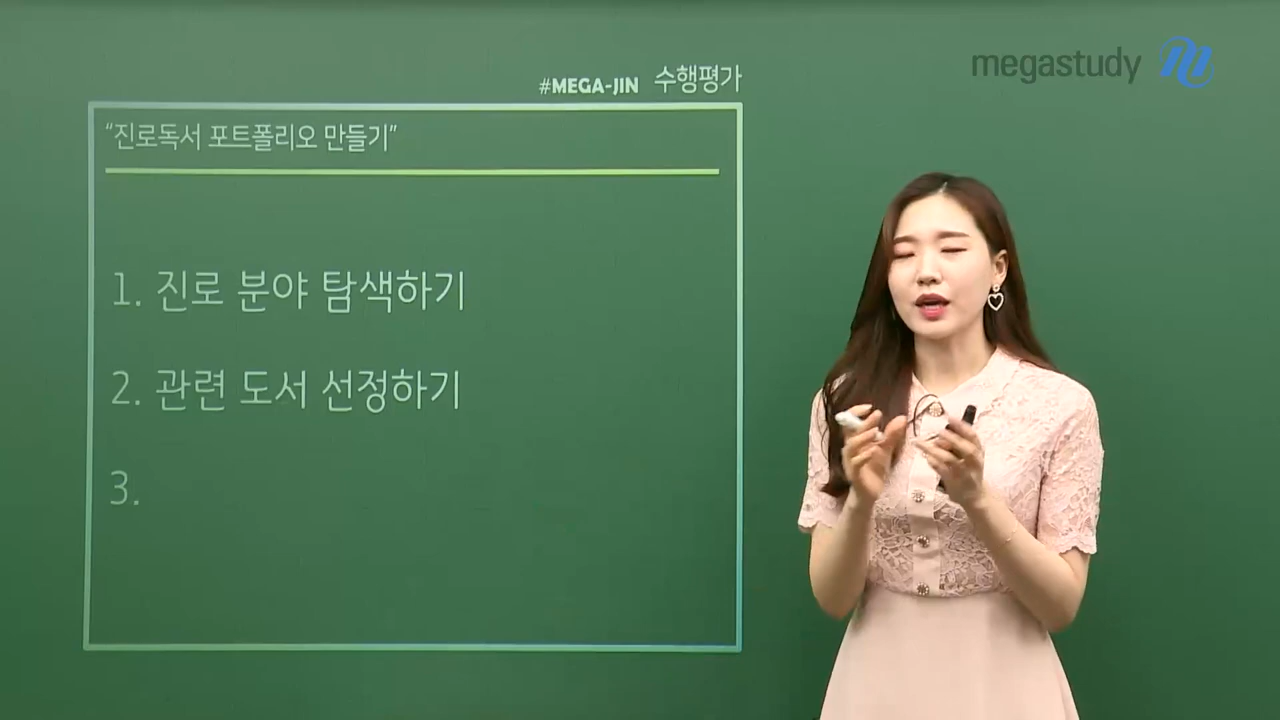 megastudy
#MEGA-JIN 수행평가
“진로독서 포트폴리오 만들기”
1. 진로 분야 탐색하기
2. 관련 도서 선정하기
3.